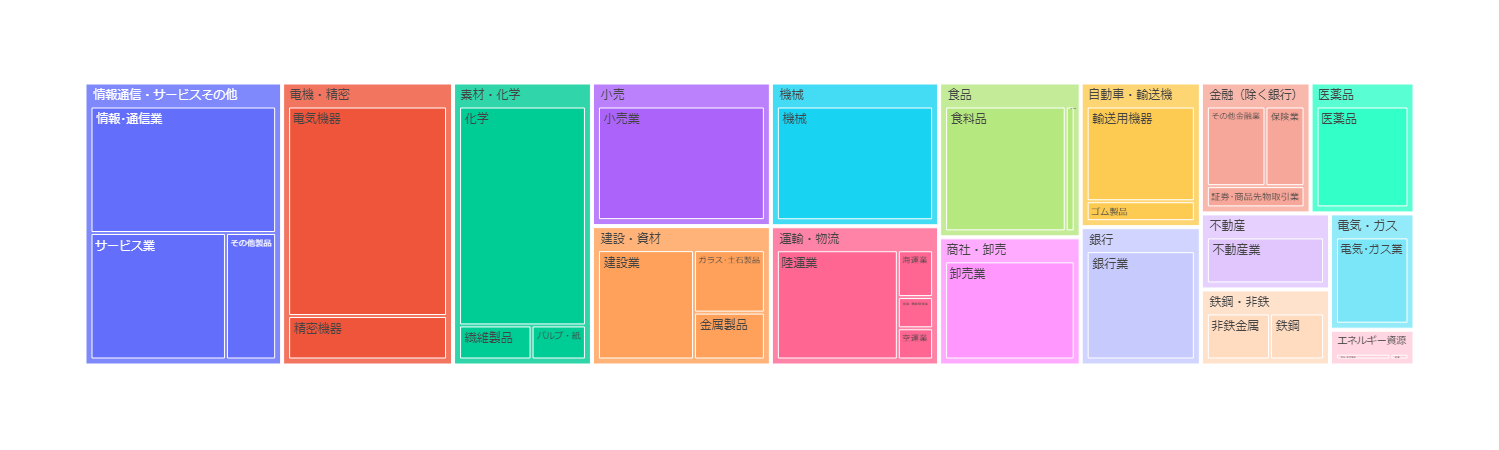 情報通信・サービスその他
情報･通信業
サービス業
その他製品
電機・精密
電気機器
精密機器
素材・化学
化学
繊維製品
パルプ・紙
小売
小売業
建設・資材
建設業
ガラス･土石製品
金属製品
機械
機械
運輸・物流
陸運業
海運業
空運業
食品
食料品
商社・卸売
卸売業
自動車・輸送機
輸送用機器
ゴム製品
銀行
銀行業
金融（除く銀行）
その他金融業
保険業
証券･商品先物取引業
不動産
不動産業
鉄鋼・非鉄
非鉄金属
鉄鋼
医薬品
医薬品
電気・ガス
電気･ガス業
エネルギー資源